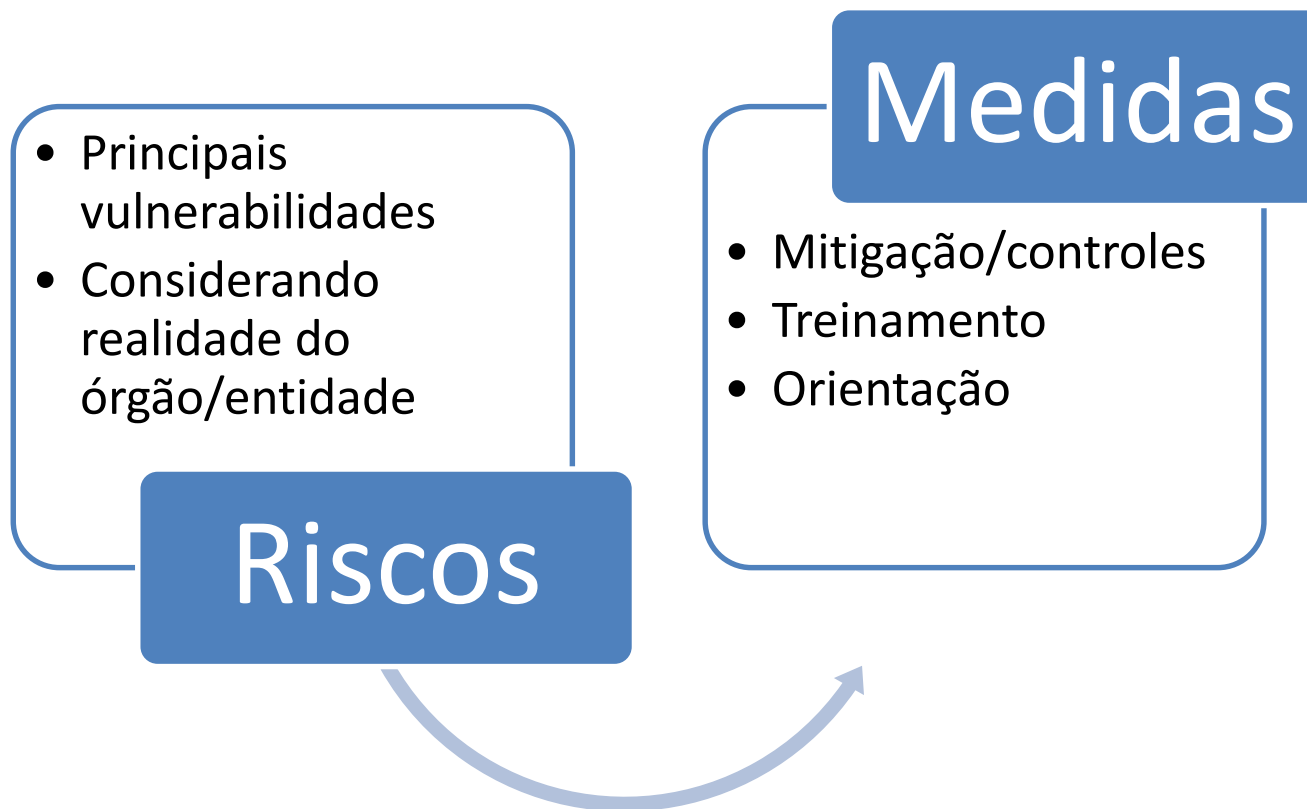 • Principais
vulnerabilidades
• Considerando
realidade do
órgão/entidade
Riscos
Medidas
• Mitigação/controles
• Treinamento
• Orientação